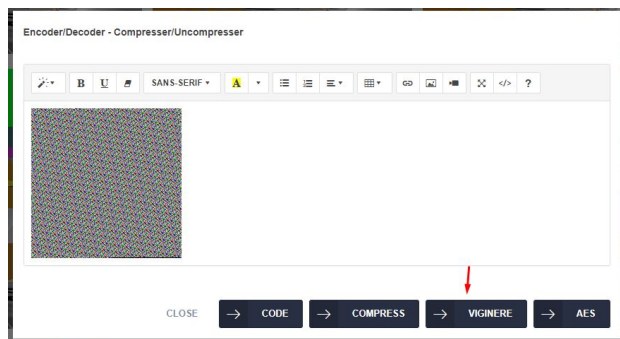 Encoder/Decoder - Compresser/Uncompresser
B U SANS-SERIF A </> ?
CLOSE → CODE → COMPRESS → VIGINERE → AES